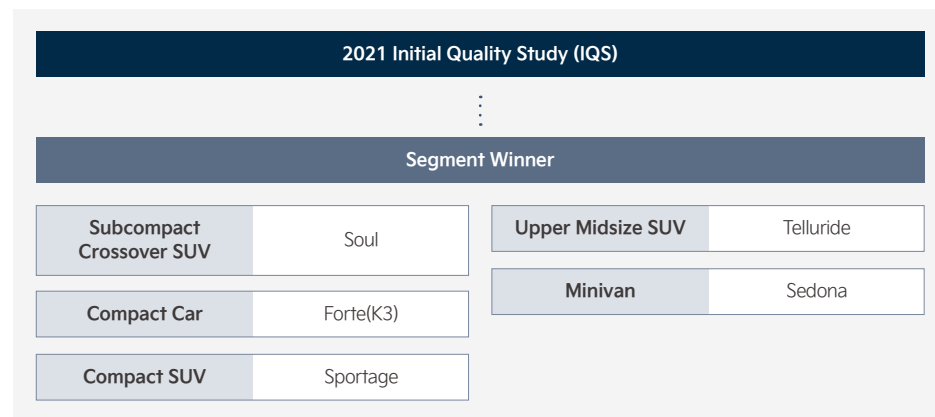 2021 Initial Quality Study (IQS)
Segment Winner
Subcompact
Crossover SUV
Soul
Compact Car
Forte(K3)
Compact SUV
Sportage
Upper Midsize SUV
Telluride
Minivan
Sedona